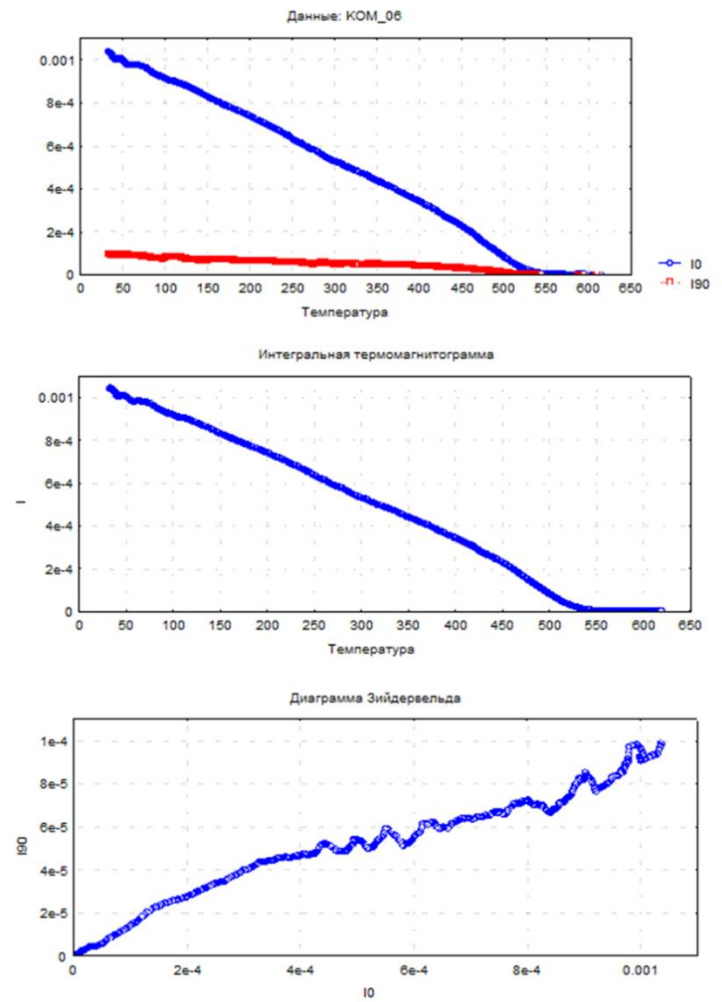 Данные: KOM_06
0.001
8e-4
6e-4
4e-4
2e-4
0
0 50 100 150 200 250 300 350 400 450 500 550 600 650
Температура
I0
I90
Интегральная термомагнитограмма
0.001
8e-4
6e-4
4e-4
2e-4
0
I
0 50 100 150 200 250 300 350 400 450 500 550 600 650
Температура
Диаграмма Зийдервельда
1e-4
8e-5
6e-5
4e-5
2e-5
0
I90
0 2e-4 4e-4 6e-4 8e-4 0.001
I0